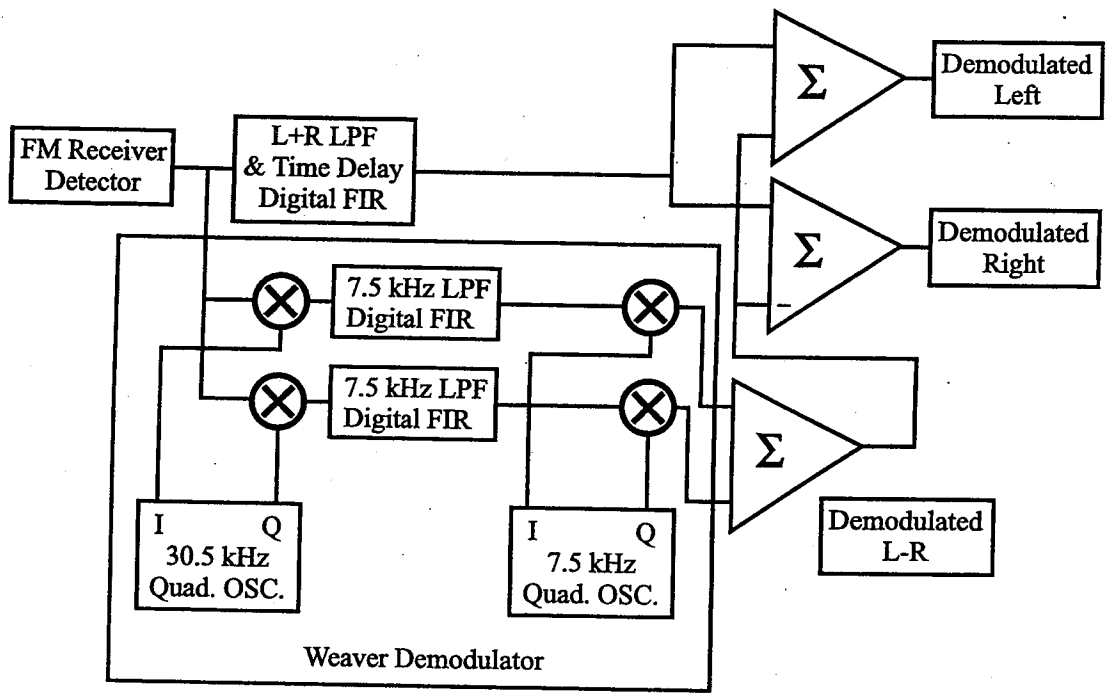 FM Receiver
Detector
L+R LPF
& Time Delay
Digital FIR
Σ
Demodulated
Left
Σ
–
Demodulated
Right
7.5 kHz LPF
Digital FIR
7.5 kHz LPF
Digital FIR
I Q
30.5 kHz
Quad. OSC.
I Q
7.5 kHz
Quad. OSC.
Σ
Demodulated
L-R
Weaver Demodulator